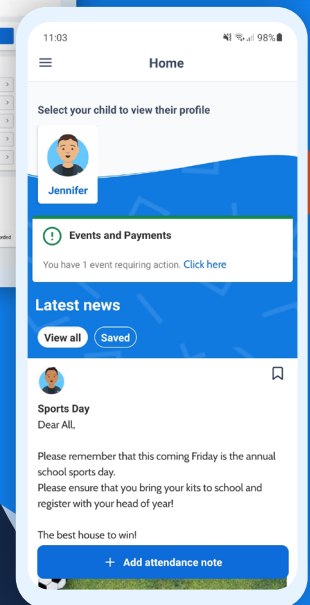 11:03
98%
Home
Select your child to view their profile
Jennifer
Events and Payments
You have 1 event requiring action. Click here
Latest news
View all
Saved
Sports Day
Dear All,
Please remember that this coming Friday is the annual
school sports day.
Please ensure that you bring your kits to school and
register with your head of year!
The best house to win!
+ Add attendance note